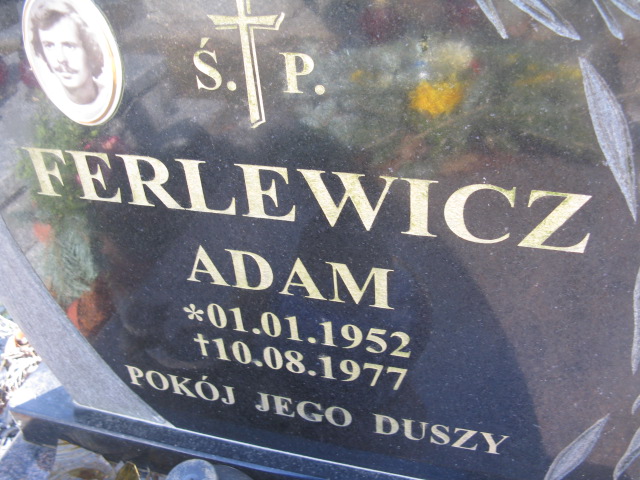 Ś. P.
FERLEWICZ
ADAM
*01.01.1952
†10.08.1977
POKÓJ JEGO DUSZY